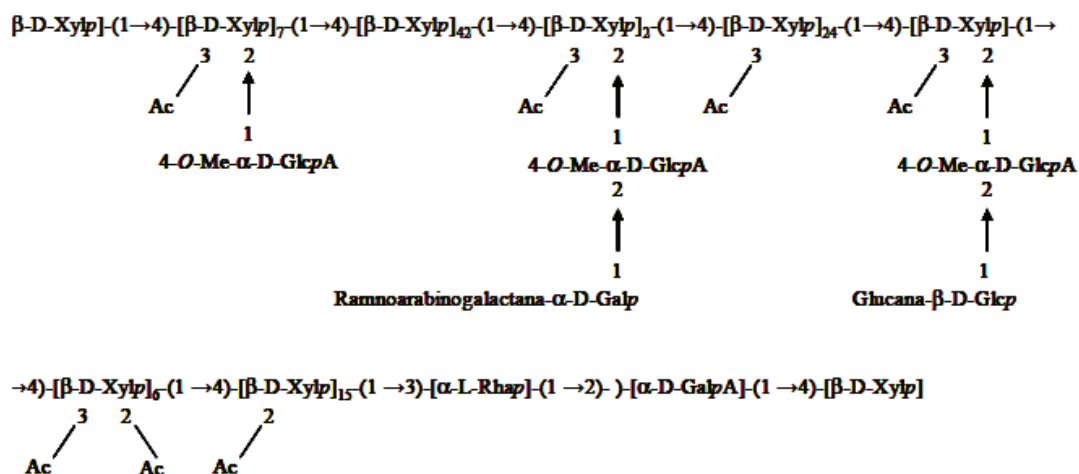 β-D-Xylp]-(1→4)-[β-D-Xylp]₇-(1→4)-[β-D-Xylp]₄₂-(1→4)-[β-D-Xylp]₂-(1→4)-[β-D-Xylp]₂₄-(1→4)-[β-D-Xylp]-(1→
3 2 3 2 3 3 2
Ac Ac Ac Ac
1 1 1
4-O-Me-α-D-GlcpA 4-O-Me-α-D-GlcpA 4-O-Me-α-D-GlcpA
2 2
1 1
Ramnoarabinogalactana-α-D-Galp Glucana-β-D-Glcp
→4)-[β-D-Xylp]₆-(1→4)-[β-D-Xylp]₁₅-(1→3)-[α-L-Rhap]-(1→2)- )-[α-D-GalpA]-(1→4)-[β-D-Xylp]
3 2 2
Ac Ac Ac